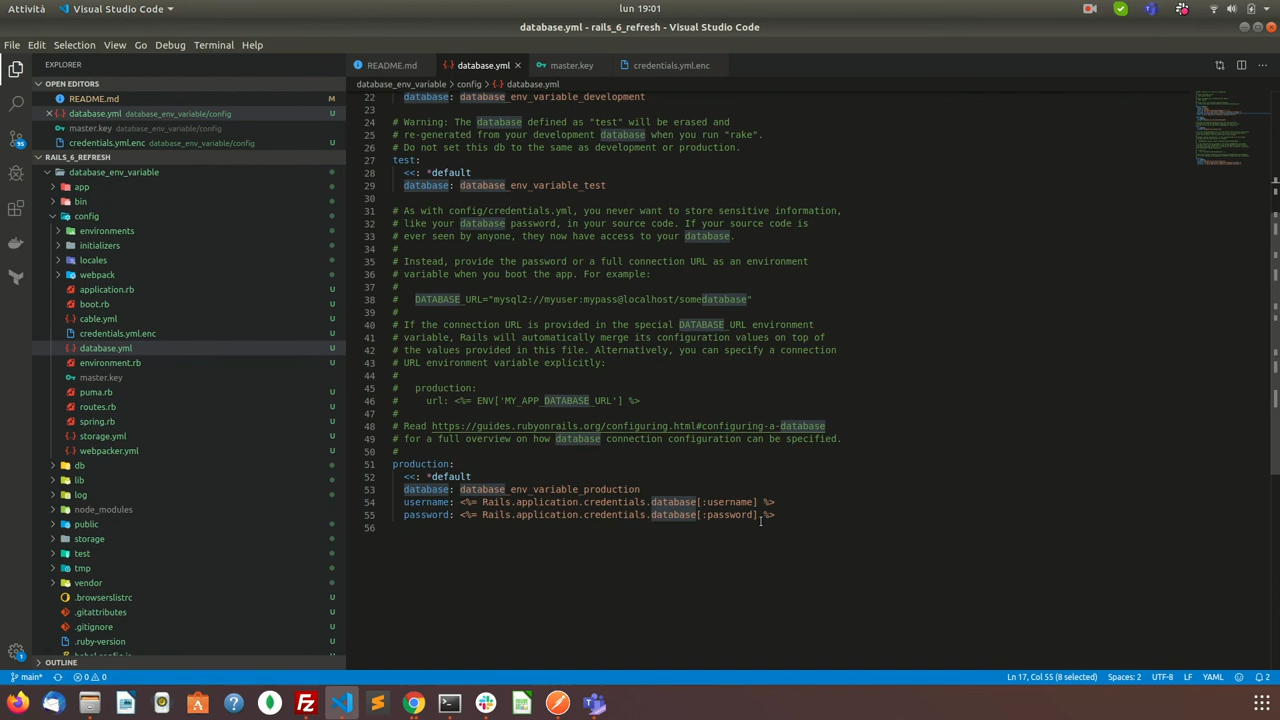 Attività
Visual Studio Code
lun 19:01
database.yml - rails_6_refresh - Visual Studio Code
File Edit Selection View Go Debug Terminal Help
EXPLORER
README.md
database.yml
master.key
credentials.yml.enc
OPEN EDITORS
database_env_variable > config > database.yml
README.md M
database.yml database_env_variable/config U
master.key database_env_variable/config
credentials.yml.enc database_env_variable/config U
RAILS_6_REFRESH
database_env_variable
app
bin
config U
environments
initializers
locales
webpack
application.rb U
boot.rb U
cable.yml U
credentials.yml.enc U
database.yml U
environment.rb U
master.key
puma.rb U
routes.rb U
spring.rb U
storage.yml U
webpacker.yml U
db
lib
log
node_modules
public
storage
test
tmp
vendor
.browserslistrc U
.gitattributes U
.gitignore U
.ruby-version U
OUTLINE
22 database: database_env_variable_development
23
24 # Warning: The database defined as "test" will be erased and
25 # re-generated from your development database when you run "rake".
26 # Do not set this db to the same as development or production.
27 test:
28 <<: *default
29 database: database_env_variable_test
30
31 # As with config/credentials.yml, you never want to store sensitive information,
32 # like your database password, in your source code. If your source code is
33 # ever seen by anyone, they now have access to your database.
34 #
35 # Instead, provide the password or a full connection URL as an environment
36 # variable when you boot the app. For example:
37 #
38 # DATABASE_URL="mysql2://myuser:mypass@localhost/somedatabase"
39 #
40 # If the connection URL is provided in the special DATABASE_URL environment
41 # variable, Rails will automatically merge its configuration values on top of
42 # the values provided in this file. Alternatively, you can specify a connection
43 # URL environment variable explicitly:
44 #
45 # production:
46 # url: <%= ENV['MY_APP_DATABASE_URL'] %>
47 #
48 # Read https://guides.rubyonrails.org/configuring.html#configuring-a-database
49 # for a full overview on how database connection configuration can be specified.
50 #
51 production:
52 <<: *default
53 database: database_env_variable_production
54 username: <%= Rails.application.credentials.database[:username] %>
55 password: <%= Rails.application.credentials.database[:password] %>
56
main*
0 0
Ln 17, Col 55 (8 selected) Spaces: 2 UTF-8 LF YAML 2